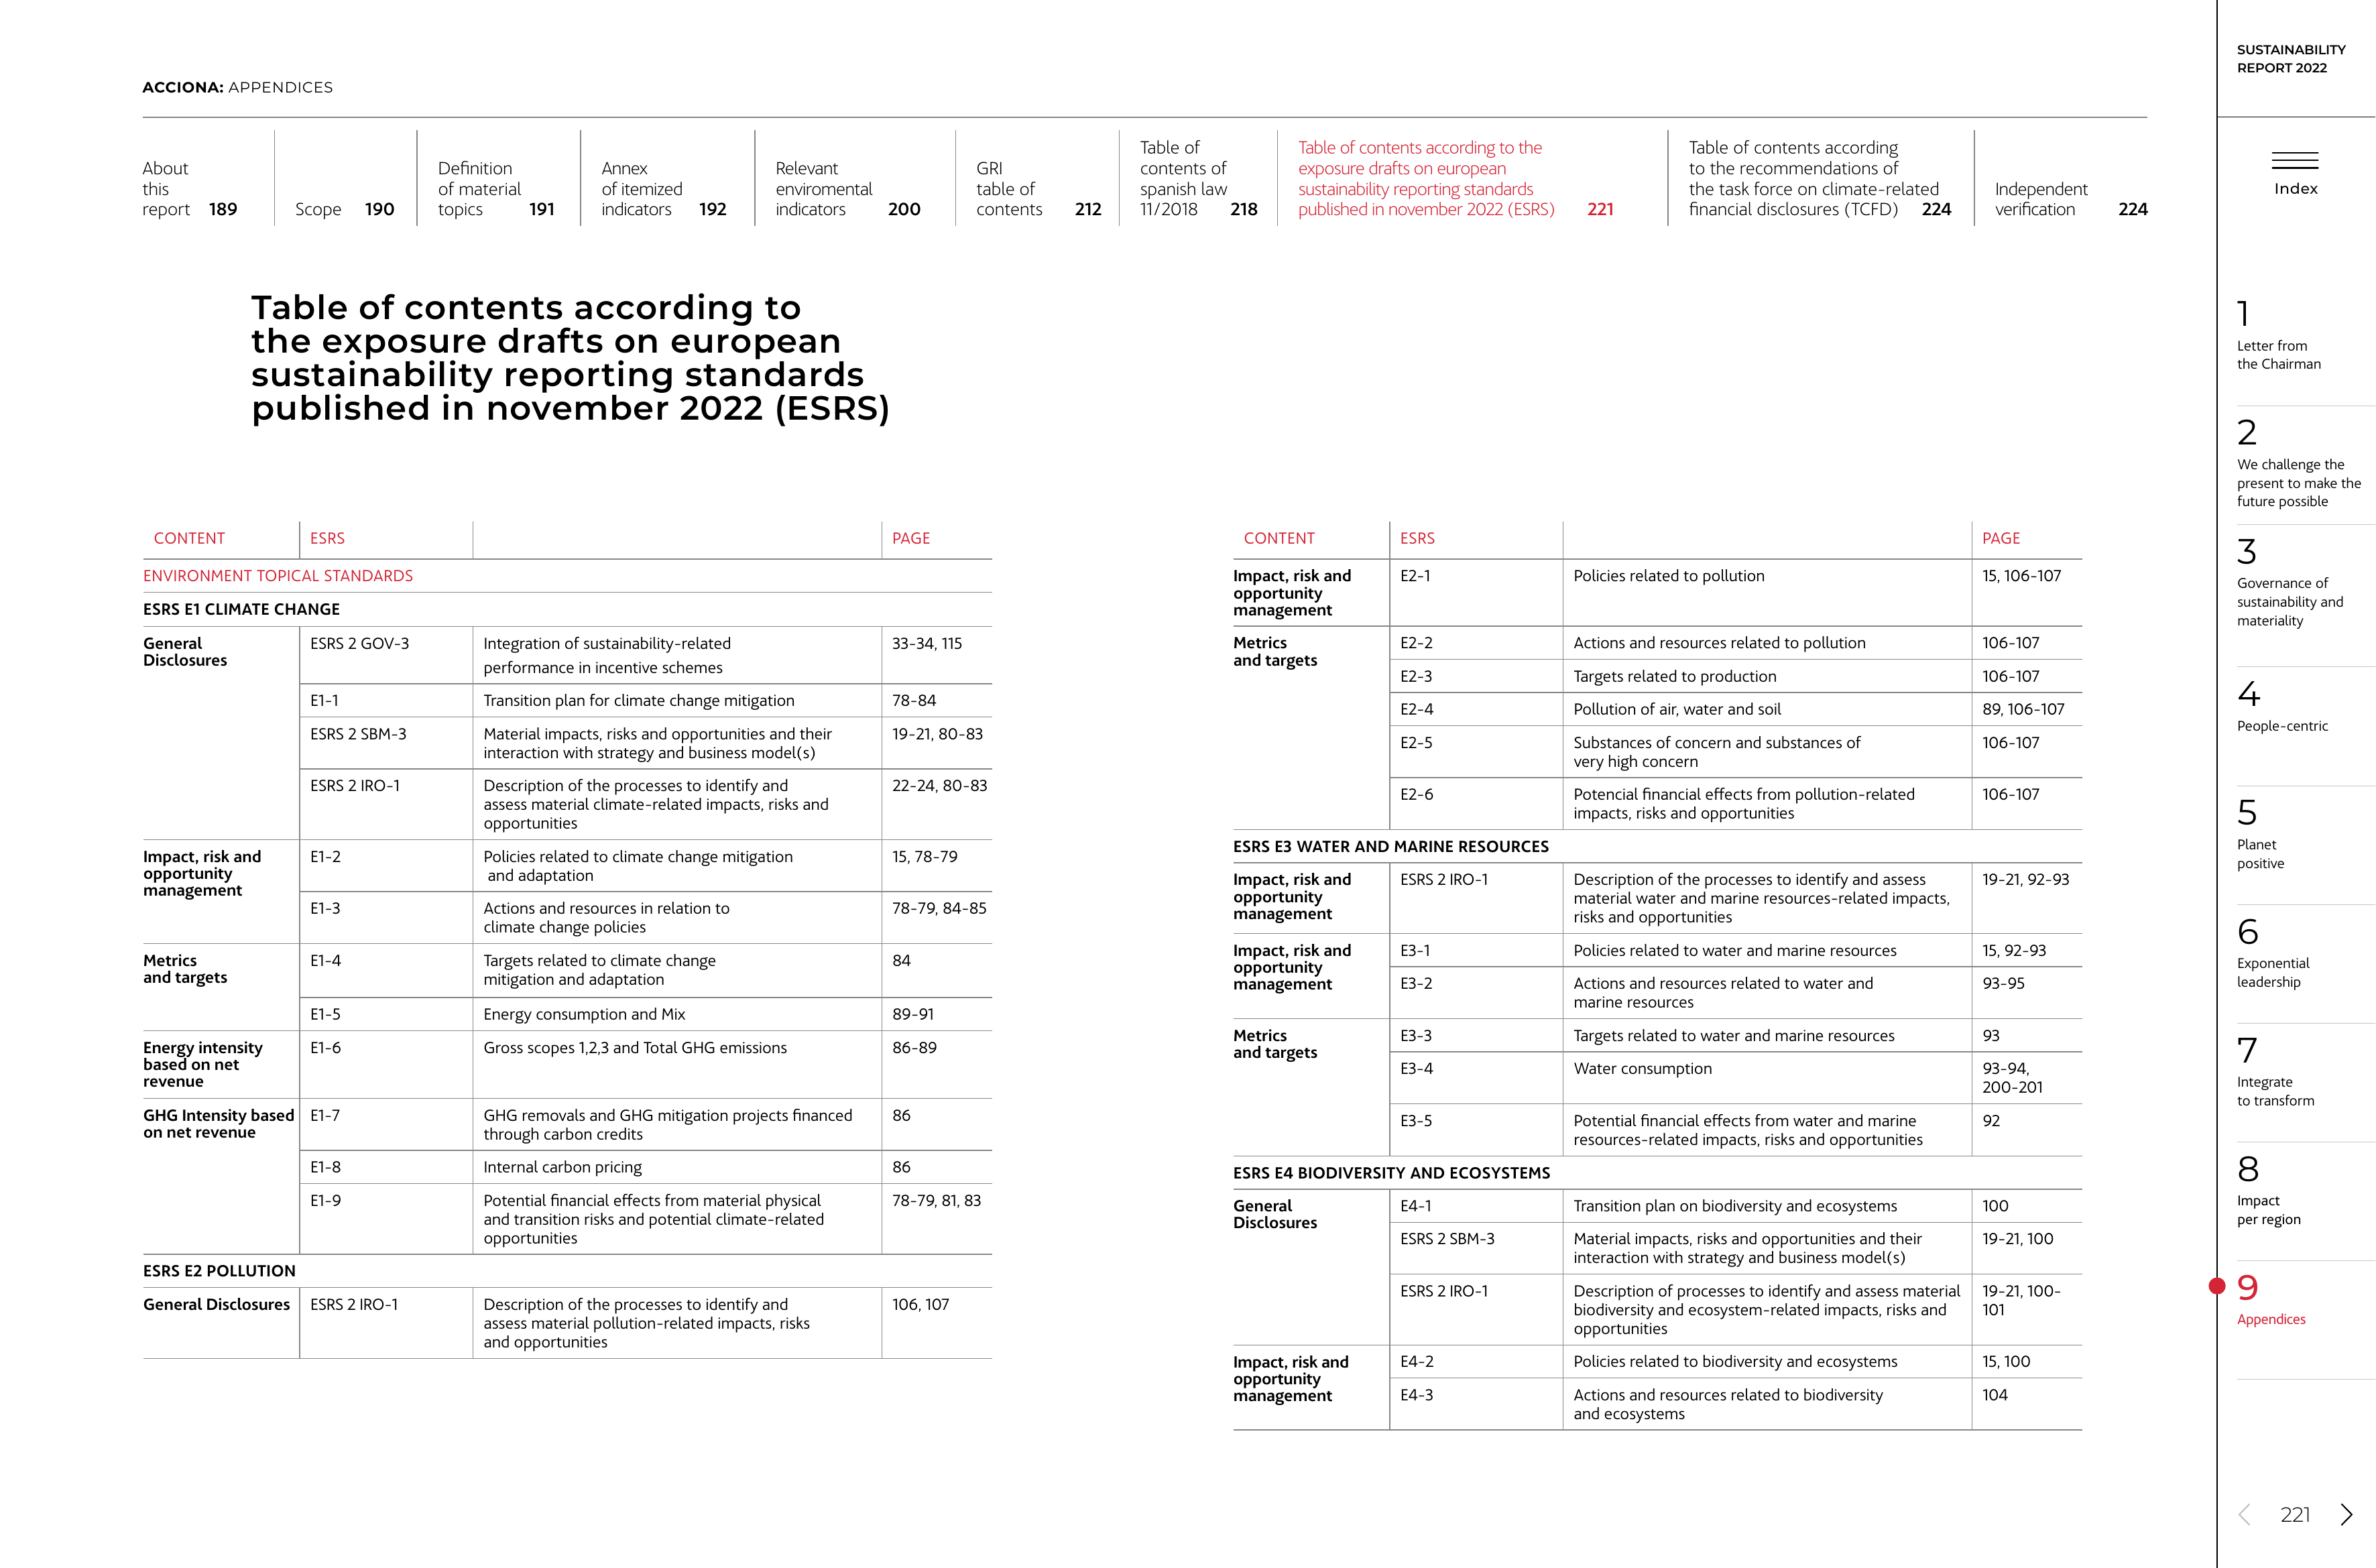 ACCIONA: APPENDICES
About
this
report 189
Scope 190
Definition
of material
topics 191
Annex
of itemized
indicators 192
Relevant
enviromental
indicators 200
GRI
table of
contents 212
Table of
contents of
spanish law
11/2018 218
Table of contents according to the
exposure drafts on european
sustainability reporting standards
published in november 2022 (ESRS) 221
Table of contents according
to the recommendations of
the task force on climate-related
financial disclosures (TCFD) 224
Independent
verification 224
Table of contents according to
the exposure drafts on european
sustainability reporting standards
published in november 2022 (ESRS)
CONTENT ESRS PAGE
ENVIRONMENT TOPICAL STANDARDS
ESRS E1 CLIMATE CHANGE
General
Disclosures
ESRS 2 GOV-3 Integration of sustainability-related 33-34, 115
performance in incentive schemes
E1-1 Transition plan for climate change mitigation 78-84
ESRS 2 SBM-3 Material impacts, risks and opportunities and their 19-21, 80-83
interaction with strategy and business model(s)
ESRS 2 IRO-1 Description of the processes to identify and 22-24, 80-83
assess material climate-related impacts, risks and
opportunities
Impact, risk and
opportunity
management
E1-2 Policies related to climate change mitigation 15, 78-79
and adaptation
E1-3 Actions and resources in relation to 78-79, 84-85
climate change policies
Metrics
and targets
E1-4 Targets related to climate change 84
mitigation and adaptation
E1-5 Energy consumption and Mix 89-91
Energy intensity
based on net
revenue
E1-6 Gross scopes 1,2,3 and Total GHG emissions 86-89
GHG Intensity based
on net revenue
E1-7 GHG removals and GHG mitigation projects financed 86
through carbon credits
E1-8 Internal carbon pricing 86
E1-9 Potential financial effects from material physical 78-79, 81, 83
and transition risks and potential climate-related
opportunities
ESRS E2 POLLUTION
General Disclosures ESRS 2 IRO-1 Description of the processes to identify and 106, 107
assess material pollution-related impacts, risks
and opportunities
CONTENT ESRS PAGE
Impact, risk and
opportunity
management
E2-1 Policies related to pollution 15, 106-107
Metrics
and targets
E2-2 Actions and resources related to pollution 106-107
E2-3 Targets related to production 106-107
E2-4 Pollution of air, water and soil 89, 106-107
E2-5 Substances of concern and substances of 106-107
very high concern
E2-6 Potencial financial effects from pollution-related 106-107
impacts, risks and opportunities
ESRS E3 WATER AND MARINE RESOURCES
Impact, risk and
opportunity
management
ESRS 2 IRO-1 Description of the processes to identify and assess 19-21, 92-93
material water and marine resources-related impacts,
risks and opportunities
Impact, risk and
opportunity
management
E3-1 Policies related to water and marine resources 15, 92-93
E3-2 Actions and resources related to water and 93-95
marine resources
Metrics
and targets
E3-3 Targets related to water and marine resources 93
E3-4 Water consumption 93-94,
200-201
E3-5 Potential financial effects from water and marine 92
resources-related impacts, risks and opportunities
ESRS E4 BIODIVERSITY AND ECOSYSTEMS
General
Disclosures
E4-1 Transition plan on biodiversity and ecosystems 100
ESRS 2 SBM-3 Material impacts, risks and opportunities and their 19-21, 100
interaction with strategy and business model(s)
ESRS 2 IRO-1 Description of processes to identify and assess material 19-21, 100-
biodiversity and ecosystem-related impacts, risks and 101
opportunities
Impact, risk and
opportunity
management
E4-2 Policies related to biodiversity and ecosystems 15, 100
E4-3 Actions and resources related to biodiversity 104
and ecosystems
SUSTAINABILITY
REPORT 2022
Index
1
Letter from
the Chairman
2
We challenge the
present to make the
future possible
3
Governance of
sustainability and
materiality
4
People-centric
5
Planet
positive
6
Exponential
leadership
7
Integrate
to transform
8
Impact
per region
9
Appendices
221